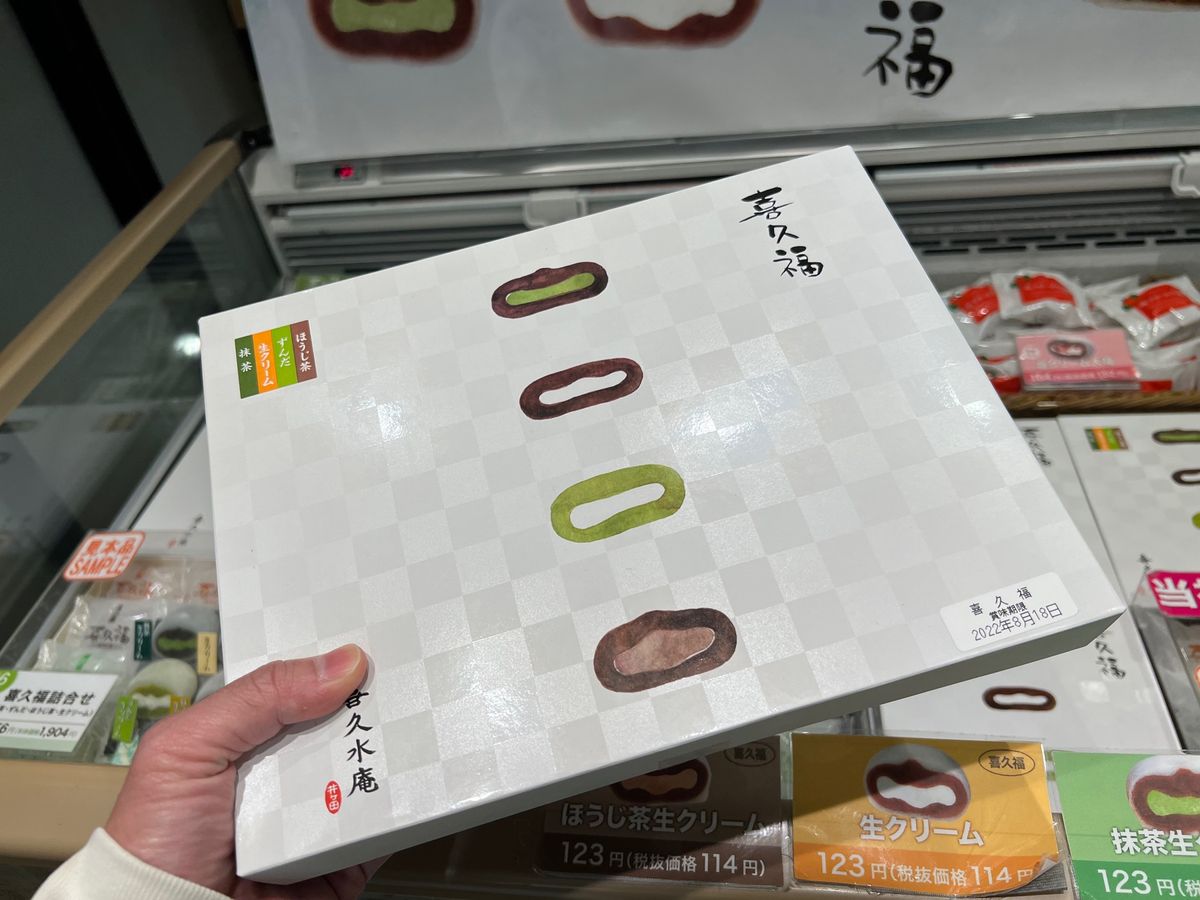 福
喜久福
ほうじ茶
ずんだ
生クリーム
抹茶
喜久福
賞味期限
2022年8月18日
喜久水庵
井ヶ田
見本品
SAMPLE
喜久福
喜久福詰合せ
1,904
久福
喜久福
ほうじ茶生クリーム
123円(税抜価格114円)
喜久福
生クリーム
123円(税抜価格114円
抹茶生
123円(税